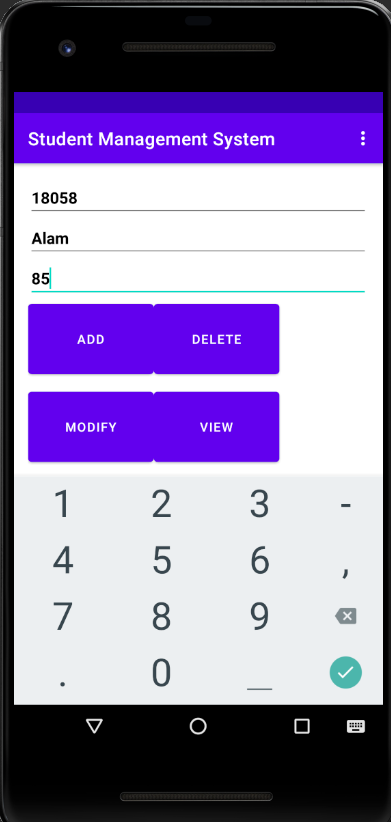 Student Management System
18058
Alam
85
ADD DELETE
MODIFY VIEW
1 2 3 -
4 5 6 ,
7 8 9
. 0 _